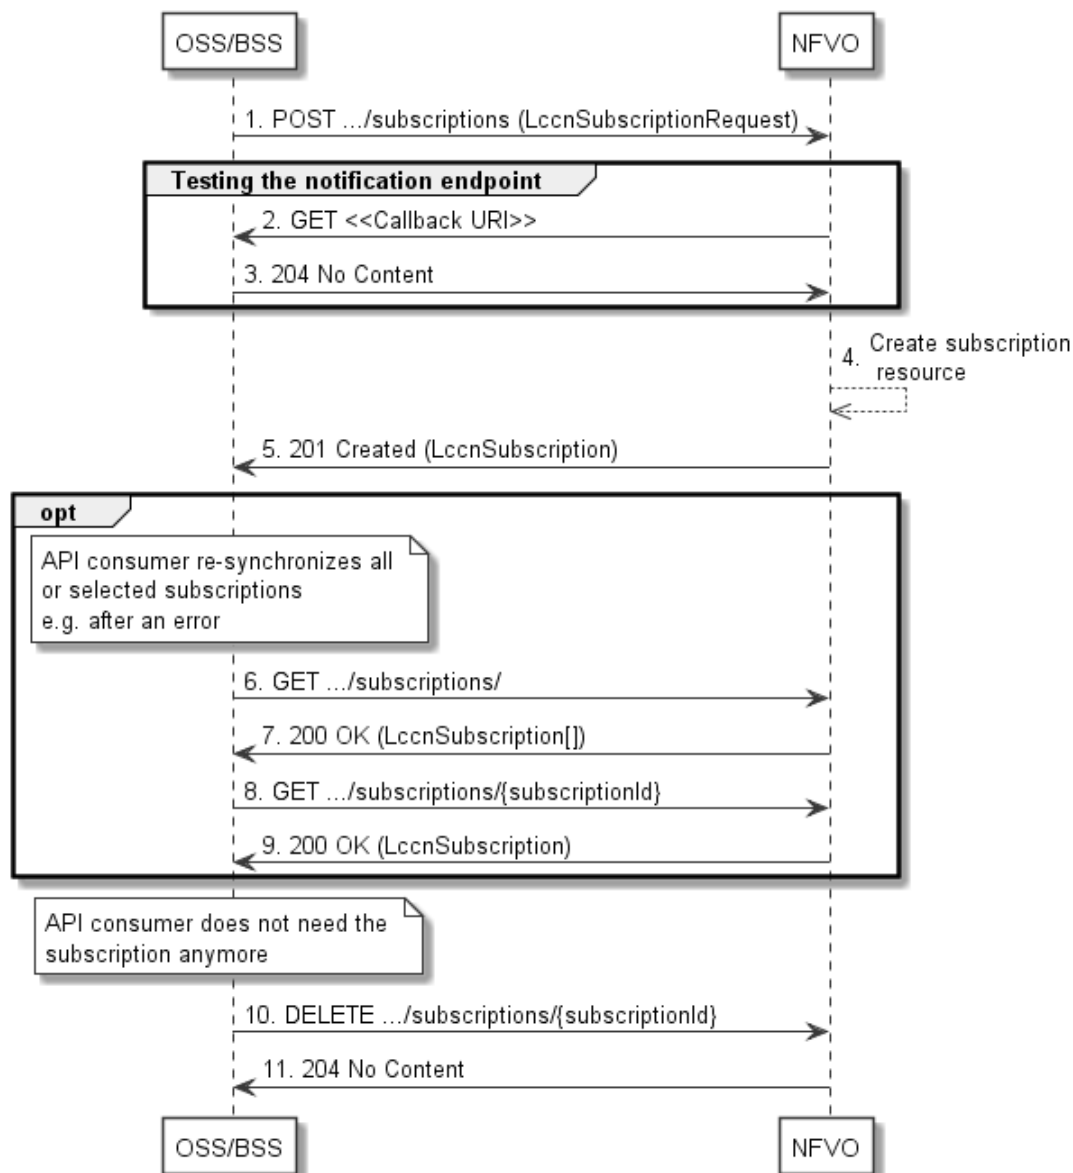 OSS/BSS
NFVO
1. POST .../subscriptions (LccnSubscriptionRequest)
Testing the notification endpoint
2. GET <<Callback URI>>
3. 204 No Content
4. Create subscription
resource
5. 201 Created (LccnSubscription)
opt
API consumer re-synchronizes all
or selected subscriptions
e.g. after an error
6. GET .../subscriptions/
7. 200 OK (LccnSubscription[])
8. GET .../subscriptions/{subscriptionId}
9. 200 OK (LccnSubscription)
API consumer does not need the
subscription anymore
10. DELETE .../subscriptions/{subscriptionId}
11. 204 No Content
OSS/BSS
NFVO